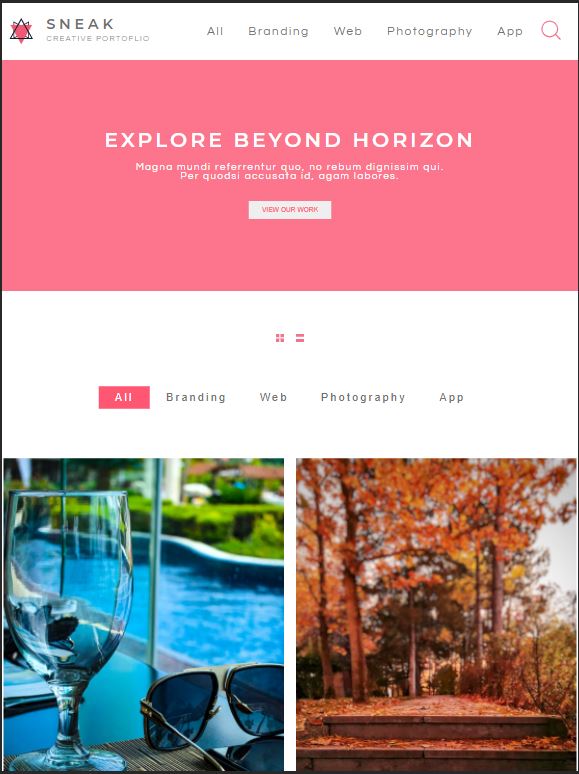 SNEAK
CREATIVE PORTOFLIO
All Branding Web Photography App
EXPLORE BEYOND HORIZON
Magna mundi referrentur quo, no rebum dignissim qui.
Per quodsi accusata id, agam labores.
VIEW OUR WORK
All Branding Web Photography App